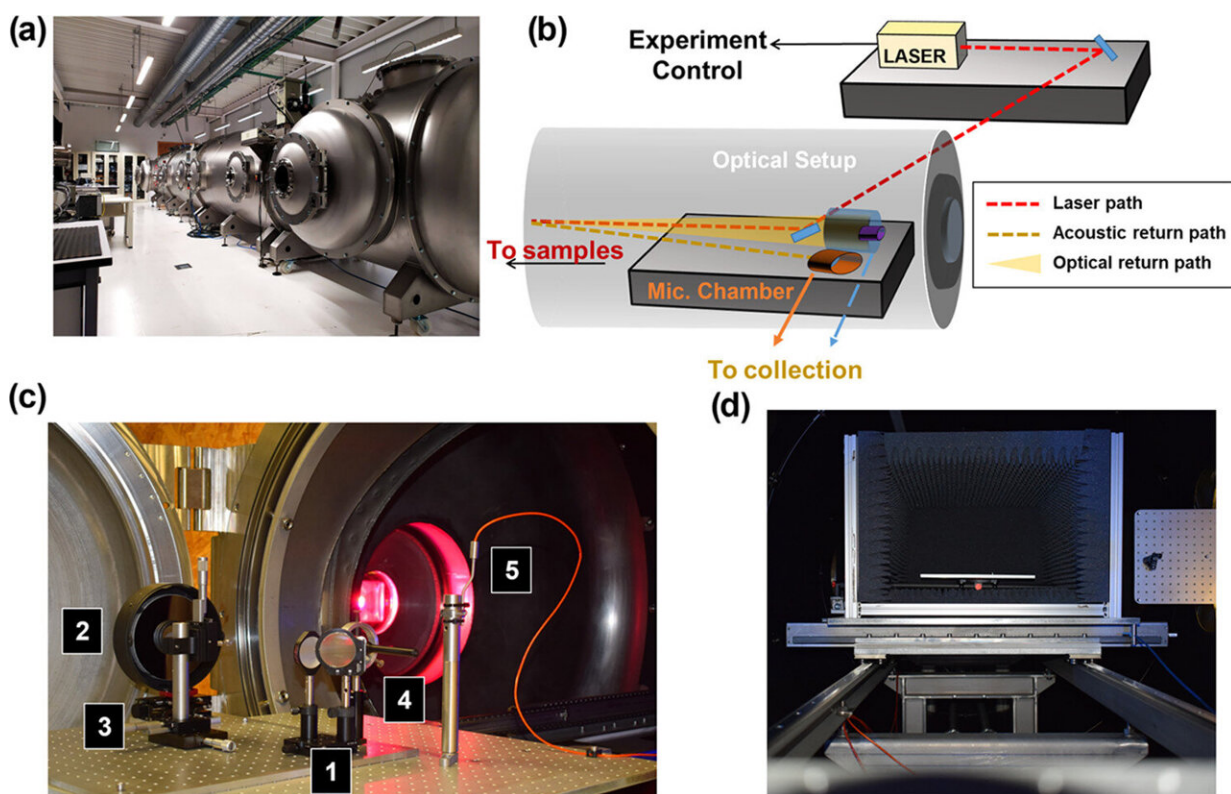 (a)
(b)
Experiment
Control
LASER
Optical Setup
Laser path
Acoustic return path
Optical return path
To samples
Mic. Chamber
To collection
(c)
(d)
5
2
4
3
1